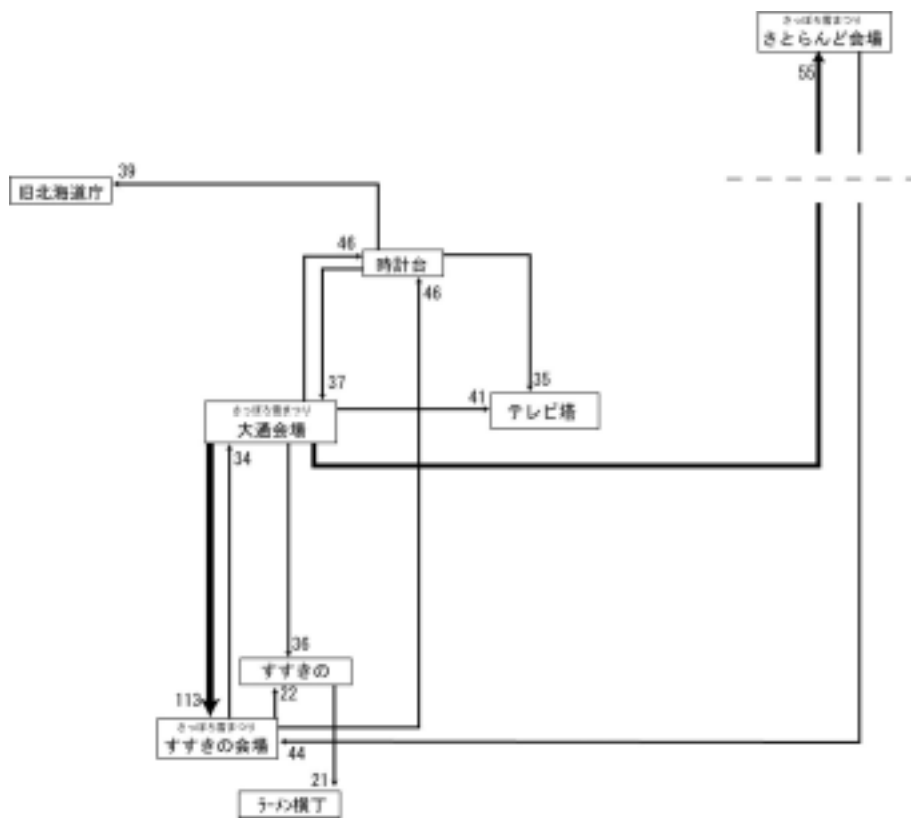 さっぽろ雪まつり
さとらんど会場
55
39
旧北海道庁
46
時計台
46
37
35
41
テレビ塔
さっぽろ雪まつり
大通会場
34
36
すすきの
22
113
さっぽろ雪まつり
すすきの会場
44
21
ラーメン横丁